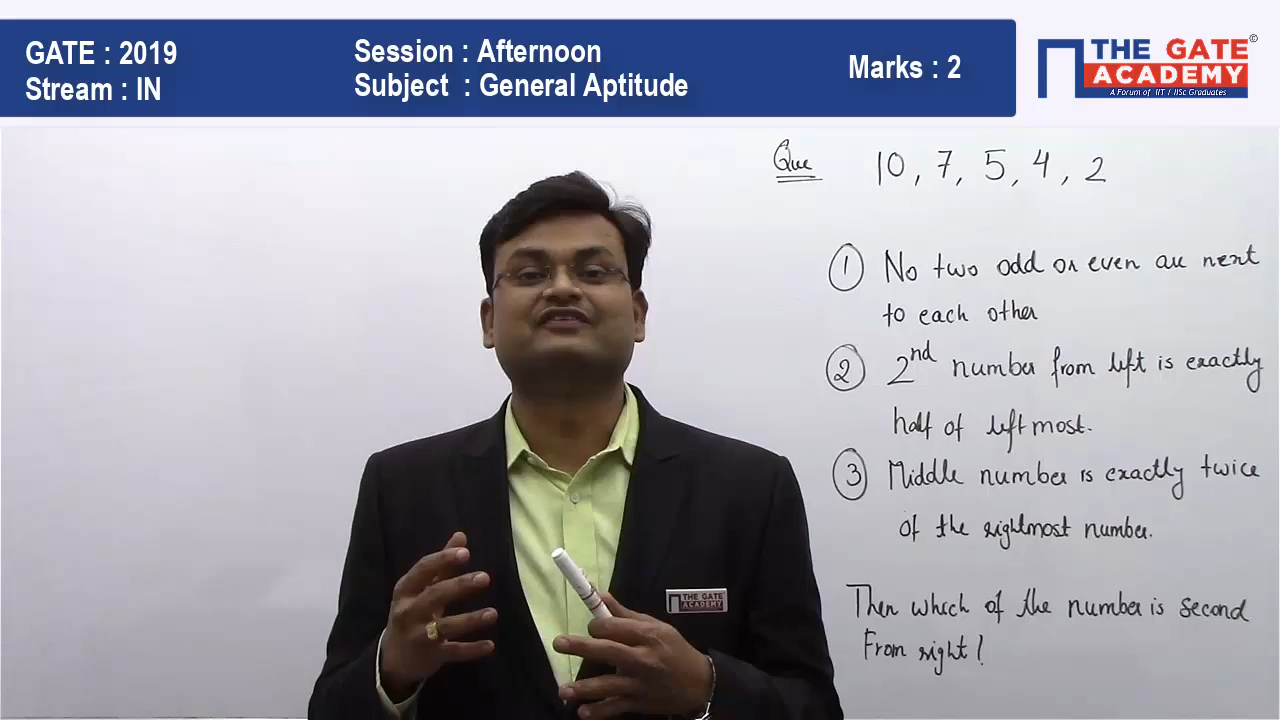 GATE : 2019
Stream : IN
Session : Afternoon
Subject : General Aptitude
Marks : 2
THE GATE
ACADEMY
©
A Forum of IIT / IISc Graduates
Que 10, 7, 5, 4, 2
① No two odd or even are next
to each other
② 2nd number from left is exactly
half of left most.
③ Middle number is exactly twice
of the rightmost number.
Then which of the number is second
From right?
THE GATE
ACADEMY